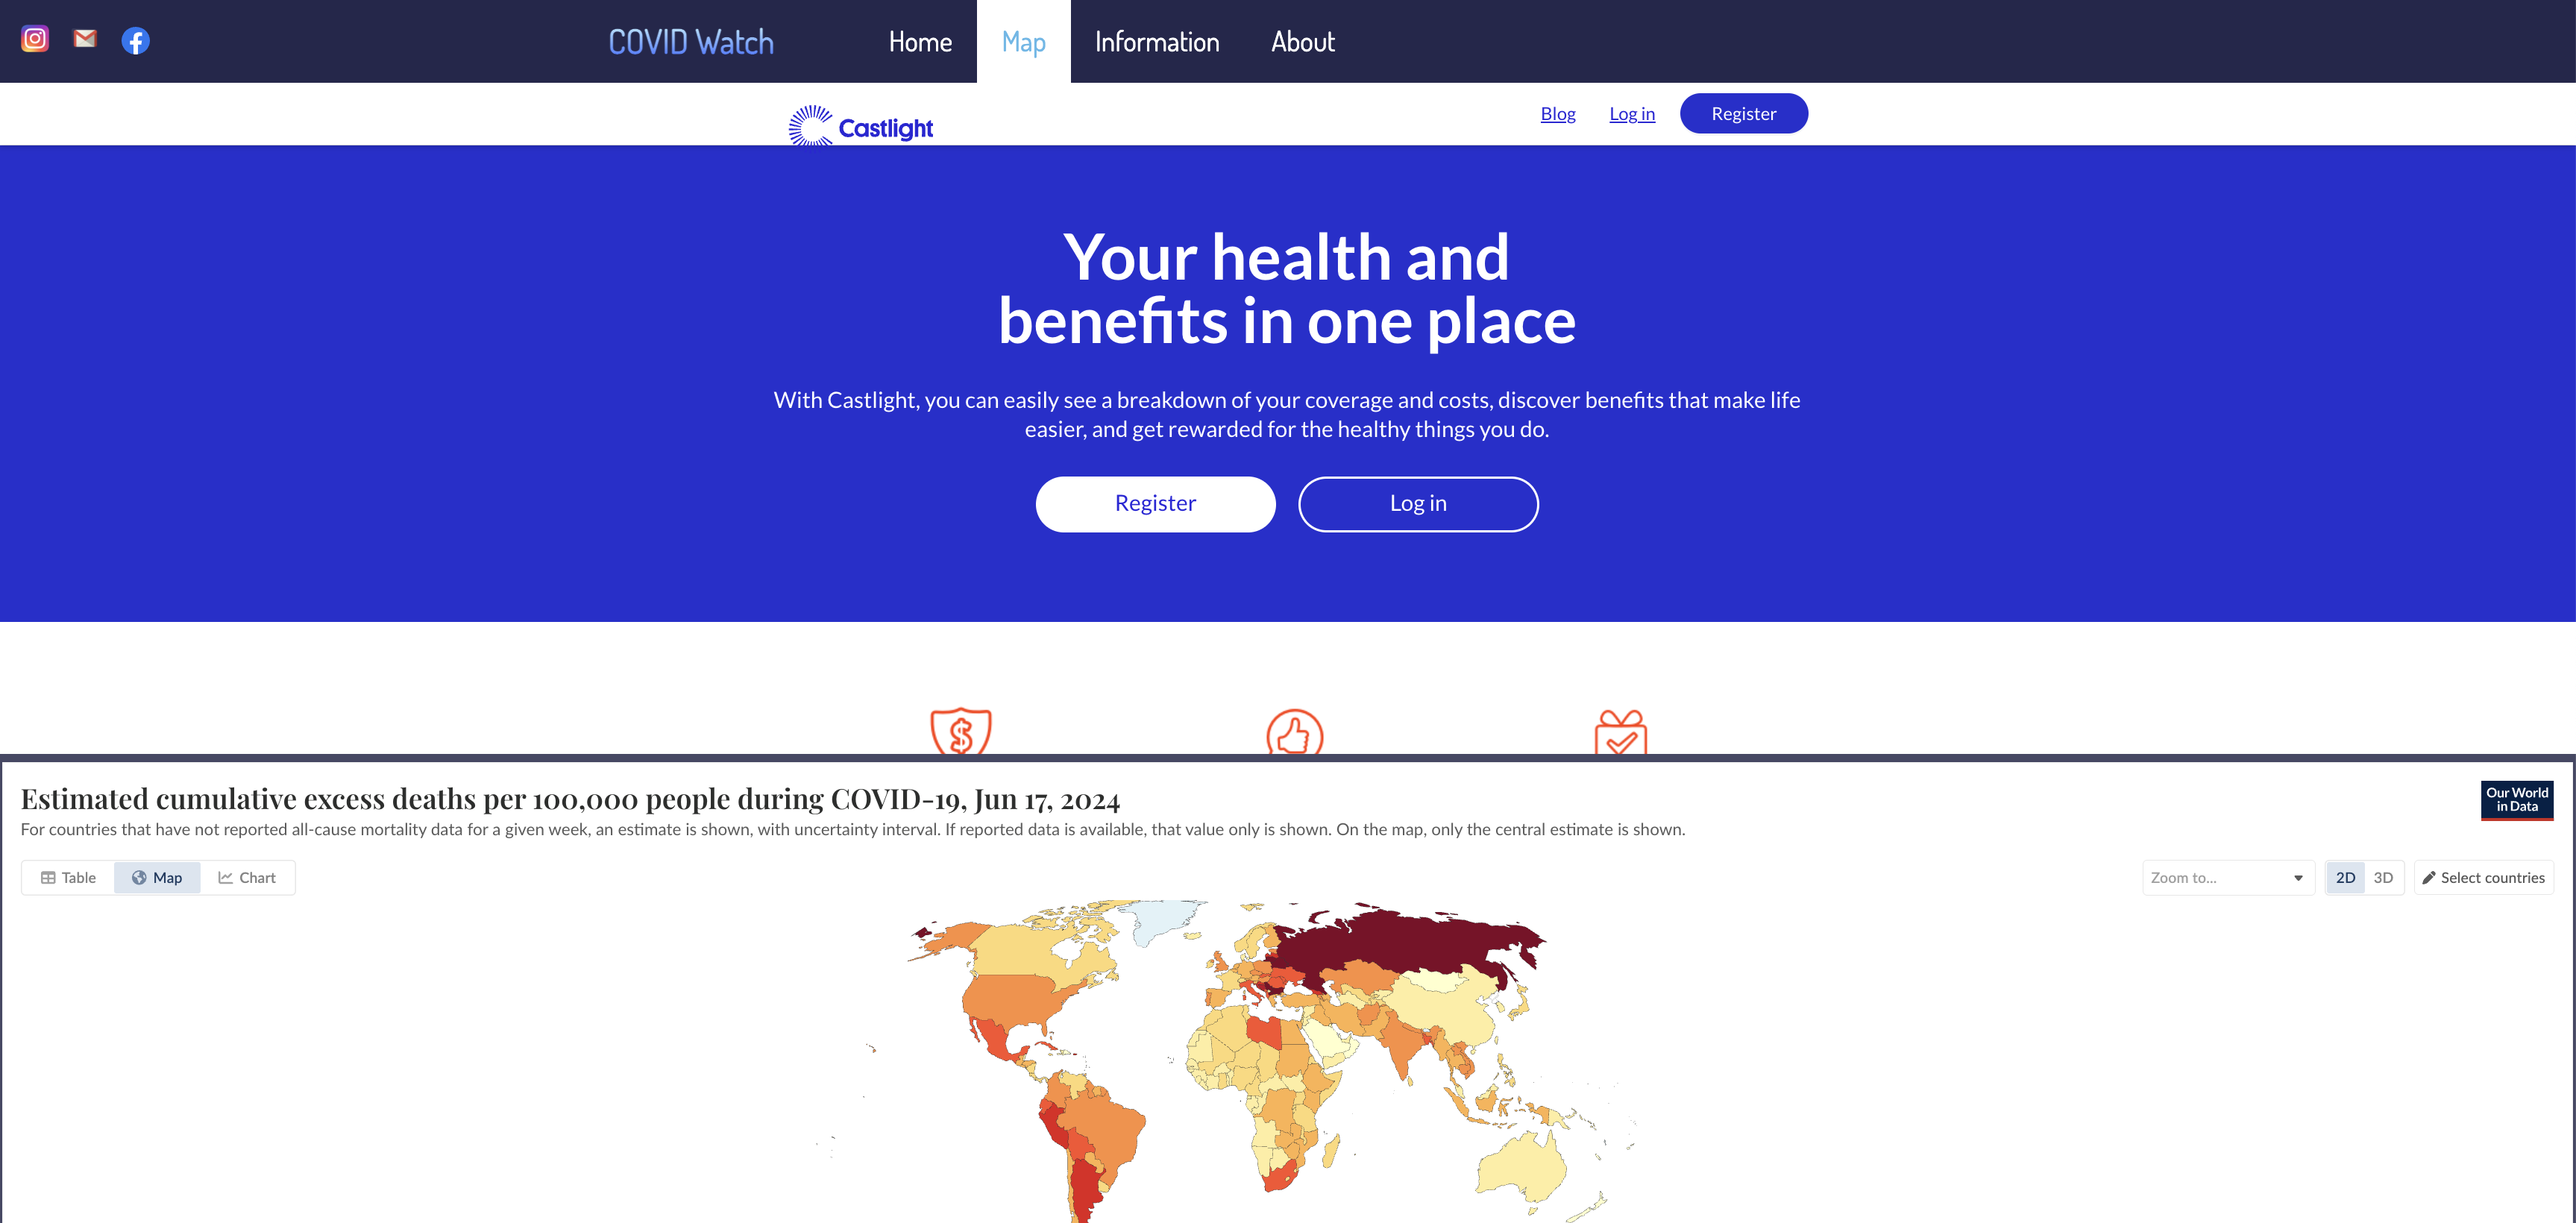 COVID Watch
Home
Map
Information
About
Castlight
Blog
Log in
Register
Your health and
benefits in one place
With Castlight, you can easily see a breakdown of your coverage and costs, discover benefits that make life
easier, and get rewarded for the healthy things you do.
Register
Log in
Estimated cumulative excess deaths per 100,000 people during COVID-19, Jun 17, 2024
Our World
in Data
For countries that have not reported all-cause mortality data for a given week, an estimate is shown, with uncertainty interval. If reported data is available, that value only is shown. On the map, only the central estimate is shown.
Table
Map
Chart
Zoom to...
2D
3D
Select countries